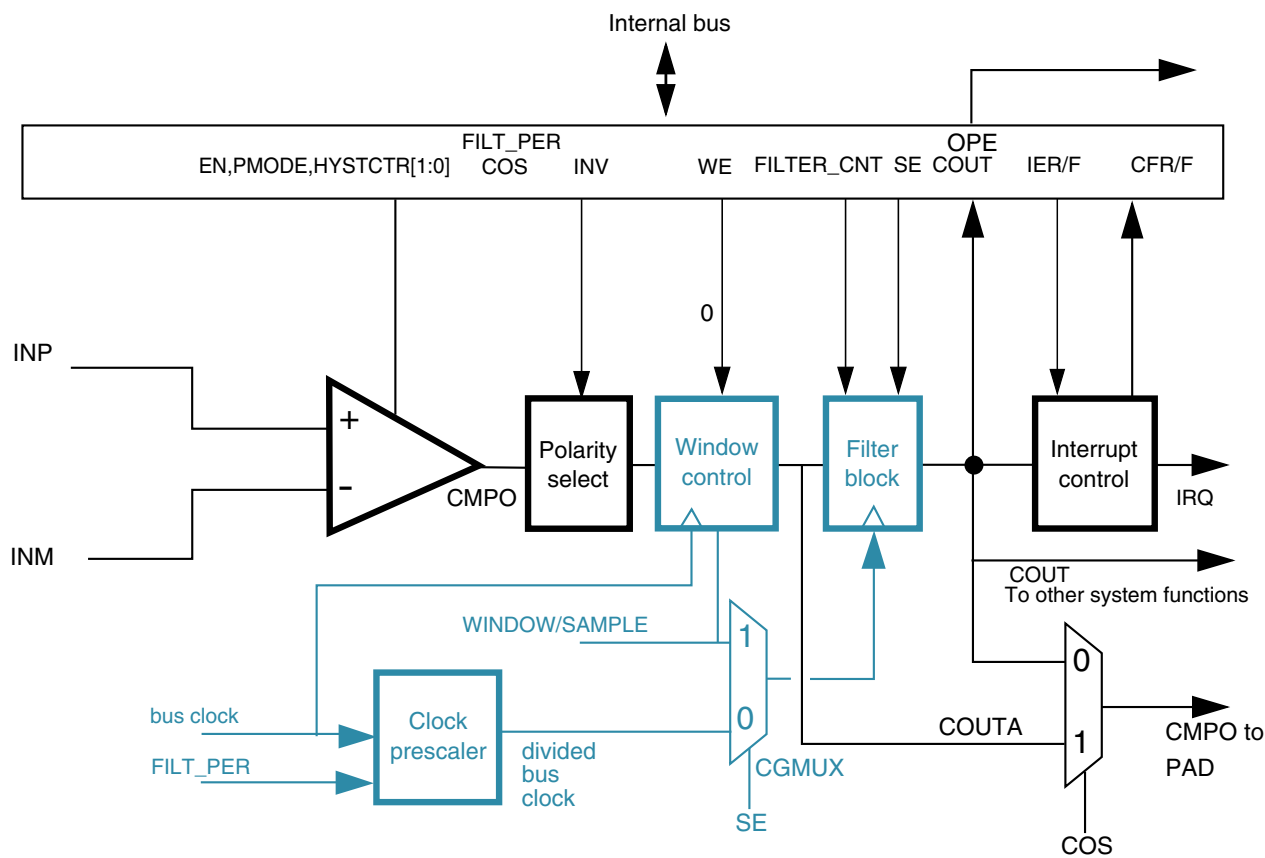 Internal bus
FILT_PER
OPE
EN,PMODE,HYSTCTR[1:0]
COS
INV
WE
FILTER_CNT
SE
COUT
IER/F
CFR/F
0
INP
+
-
INM
CMPO
Polarity
select
Window
control
Filter
block
Interrupt
control
IRQ
COUT
To other system functions
WINDOW/SAMPLE
1
0
bus clock
FILT_PER
Clock
prescaler
divided
bus
clock
CGMUX
SE
COUTA
0
1
CMPO to
PAD
COS